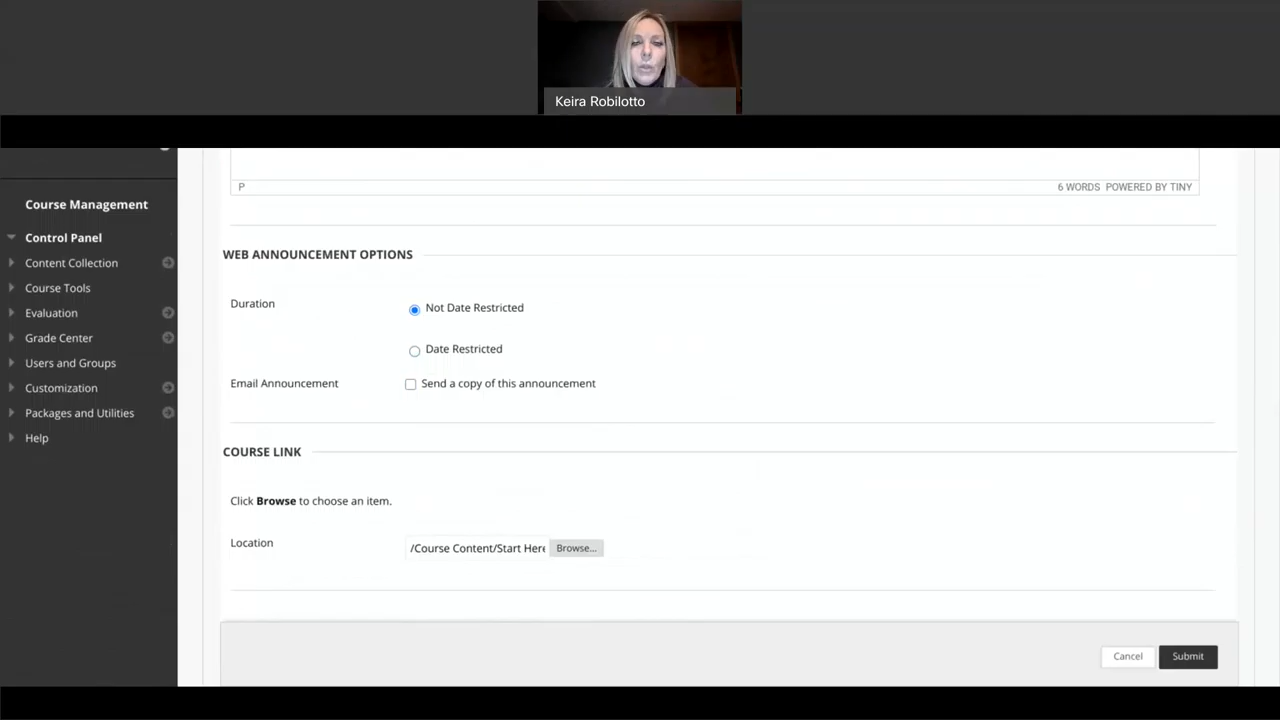 Keira Robilotto
P
6 WORDS POWERED BY TINY
Course Management
Control Panel
Content Collection
Course Tools
Evaluation
Grade Center
Users and Groups
Customization
Packages and Utilities
Help
WEB ANNOUNCEMENT OPTIONS
Duration
Not Date Restricted
Date Restricted
Email Announcement
Send a copy of this announcement
COURSE LINK
Click Browse to choose an item.
Location
/Course Content/Start Here
Browse...
Cancel
Submit